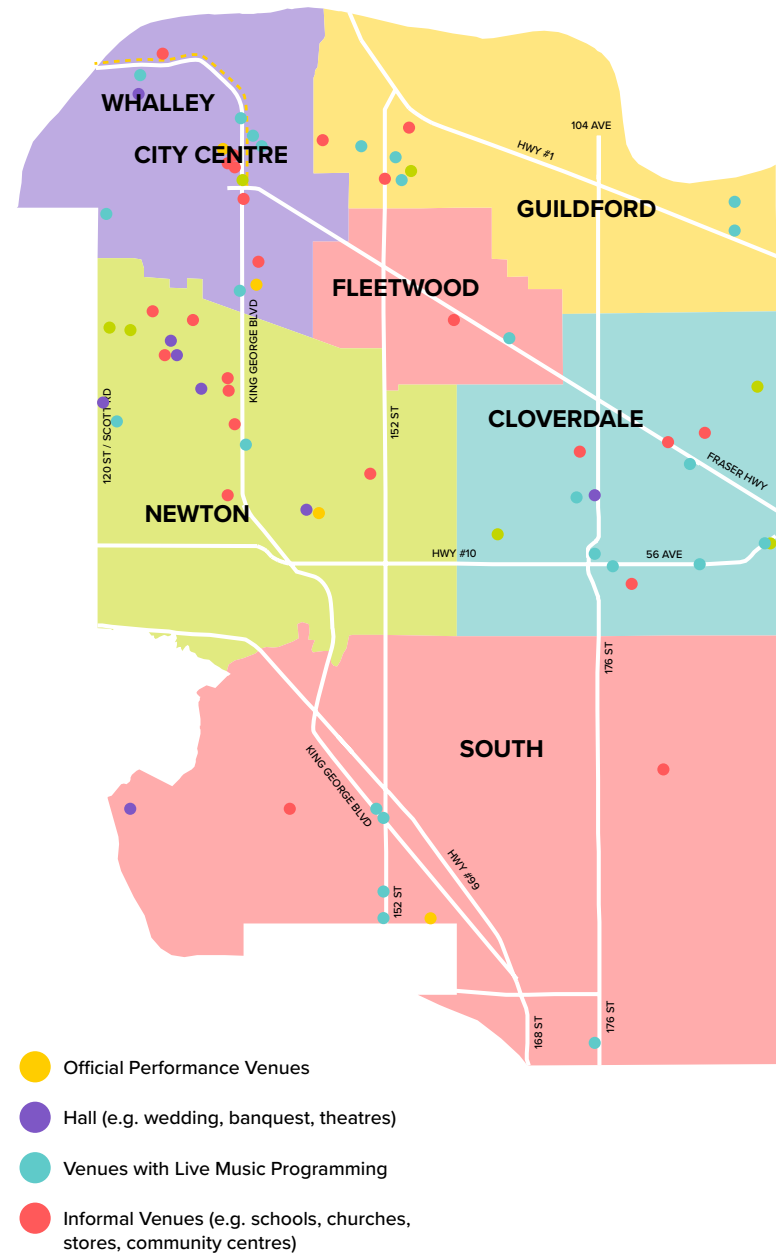 WHALLEY
CITY CENTRE
104 AVE
HWY #1
GUILDFORD
FLEETWOOD
KING GEORGE BLVD
120 ST / SCOTT RD
152 ST
CLOVERDALE
FRASER HWY
NEWTON
HWY #10
56 AVE
176 ST
SOUTH
KING GEORGE BLVD
HWY #99
152 ST
168 ST
176 ST
Official Performance Venues
Hall (e.g. wedding, banquest, theatres)
Venues with Live Music Programming
Informal Venues (e.g. schools, churches,
stores, community centres)